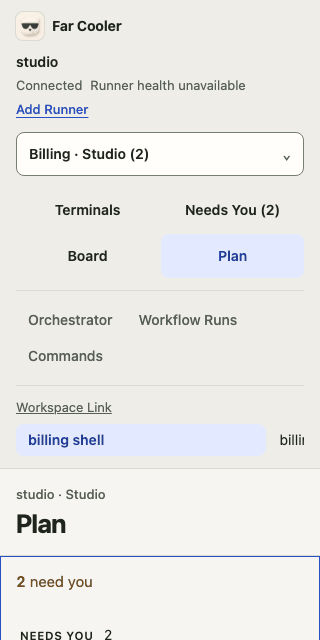 Far Cooler
studio
Connected Runner health unavailable
Add Runner
Billing · Studio (2)
Terminals
Needs You (2)
Board
Plan
Orchestrator
Workflow Runs
Commands
Workspace Link
billing shell
studio · Studio
Plan
2 need you
NEEDS YOU 2